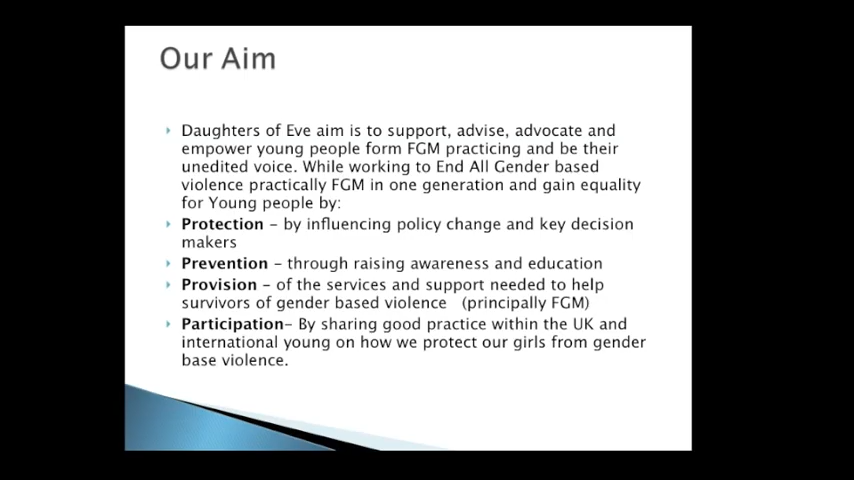 Our Aim
Daughters of Eve aim is to support, advise, advocate and
empower young people form FGM practicing and be their
unedited voice. While working to End All Gender based
violence practically FGM in one generation and gain equality
for Young people by:
Protection - by influencing policy change and key decision
makers
Prevention - through raising awareness and education
Provision - of the services and support needed to help
survivors of gender based violence (principally FGM)
Participation- By sharing good practice within the UK and
international young on how we protect our girls from gender
base violence.